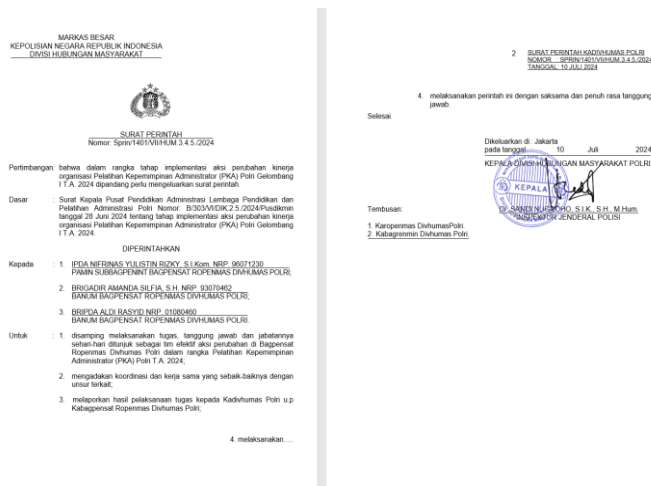 MARKAS BESAR
KEPOLISIAN NEGARA REPUBLIK INDONESIA
DIVISI HUBUNGAN MASYARAKAT
SURAT PERINTAH
Nomor: Sprin/1401/VII/HUM.3.4.5./2024
Pertimbangan: bahwa dalam rangka tahap implementasi aksi perubahan kinerja
organisasi Pelatihan Kepemimpinan Administrator (PKA) Polri Gelombang
I T.A. 2024 dipandang perlu mengeluarkan surat perintah.
Dasar : Surat Kepala Pusat Pendidikan Administrasi Lembaga Pendidikan dan
Pelatihan Administrasi Polri Nomor: B/303/VI/DIK.2.5./2024/Pusdikmin
tanggal 28 Juni 2024 tentang tahap implementasi aksi perubahan kinerja
organisasi Pelatihan Kepemimpinan Administrator (PKA) Polri Gelombang
I T.A. 2024.
DIPERINTAHKAN
Kepada : 1. IPDA NIFRINAS YULISTIN RIZKY, S.I.Kom. NRP. 96071230
PAMIN SUBBAGPENINT BAGPENSAT ROPENMAS DIVHUMAS POLRI;
2. BRIGADIR AMANDA SILFIA, S.H. NRP. 93070462
BANUM BAGPENSAT ROPENMAS DIVHUMAS POLRI;
3. BRIPDA ALDI RASYID NRP. 01080460
BANUM BAGPENSAT ROPENMAS DIVHUMAS POLRI.
Untuk : 1. disamping melaksanakan tugas, tanggung jawab dan jabatannya
sehari-hari ditunjuk sebagai tim efektif aksi perubahan di Bagpensat
Ropenmas Divhumas Polri dalam rangka Pelatihan Kepemimpinan
Administrator (PKA) Polri T.A. 2024;
2. mengadakan koordinasi dan kerja sama yang sebaik-baiknya dengan
unsur terkait;
3. melaporkan hasil pelaksanaan tugas kepada Kadivhumas Polri u.p
Kabagpensat Ropenmas Divhumas Polri;
4. melaksanakan.....
2 SURAT PERINTAH KADIVHUMAS POLRI
NOMOR : SPRIN/1401/VII/HUM.3.4.5./2024
TANGGAL: 10 JULI 2024
4. melaksanakan perintah ini dengan saksama dan penuh rasa tanggung
jawab.
Selesai.
Dikeluarkan di : Jakarta
pada tanggal 10 Juli 2024
KEPALA DIVISI HUBUNGAN MASYARAKAT POLRI
KEPALA
Dr. SANDI NUGROHO, S.I.K., S.H., M.Hum.
INSPEKTUR JENDERAL POLISI
Tembusan:
1. Karopenmas DivhumasPolri.
2. Kabagrenmin Divhumas Polri.